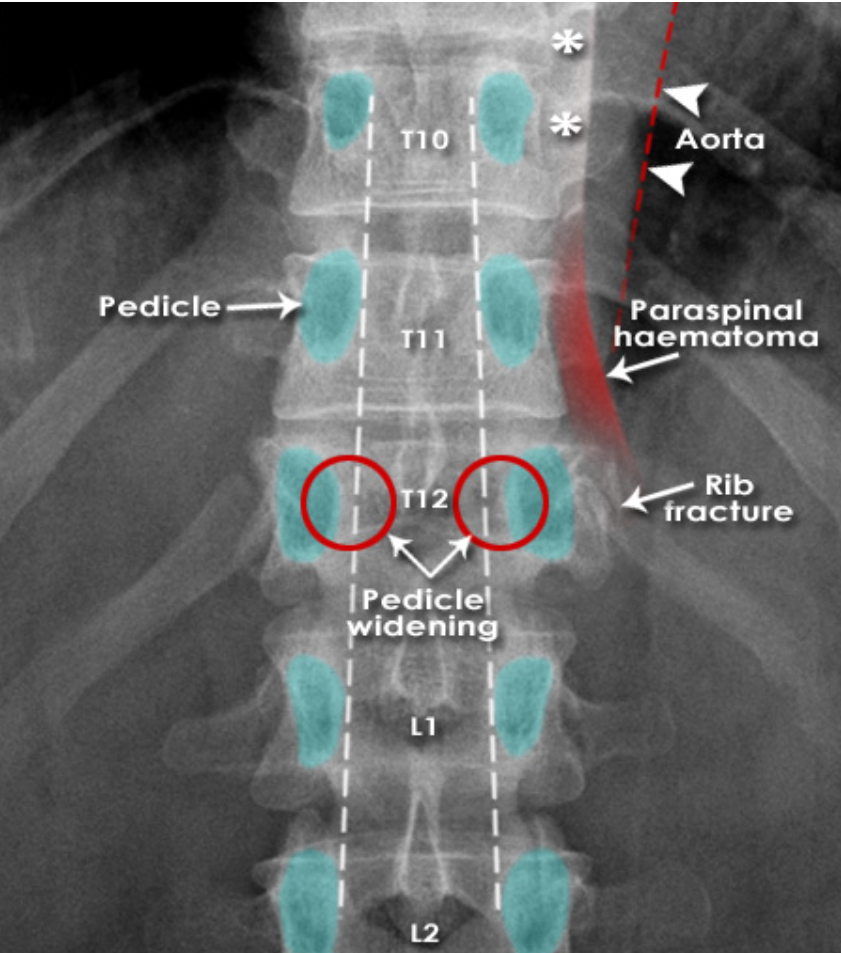 *
*
T10
Aorta
Pedicle
T11
Paraspinal
haematoma
T12
Rib
fracture
Pedicle
widening
L1
L2